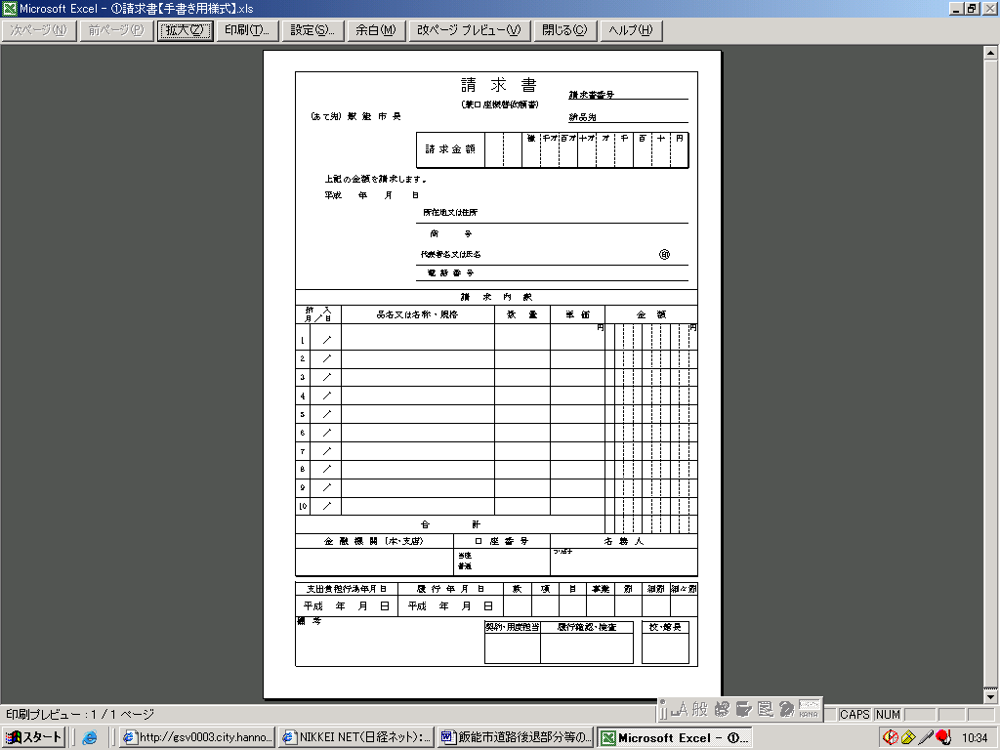 Microsoft Excel - ①請求書【手書き用様式】.xls
次ページ(N) 前ページ(P) 拡大(Z) 印刷(T)... 設定(S)... 余白(M) 改ページ プレビュー(V) 閉じる(C) ヘルプ(H)
請 求 書
(兼口座振替依頼書)
請求書番号
(あて先) 飯 能 市 長
納品先
請求金額 億 千万 百万 十万 万 千 百 十 円
上記の金額を請求します。
平成 年 月 日
所在地又は住所
商 号
代表者名又は氏名 ㊞
電 話 番 号
請 求 内 訳
納 入
月／日 品名又は名称・規格 数 量 単 価 金 額
円 円
1 ／
2 ／
3 ／
4 ／
5 ／
6 ／
7 ／
8 ／
9 ／
10 ／
合 計
金 融 機 関 (本・支店) 口 座 番 号 名 義 人
当座
普通
支出負担行為年月日 履 行 年 月 日 款 項 目 事業 節 細節 細々節
平成 年 月 日 平成 年 月 日
備 考
契約・用度担当 履行確認・検査 校・館長
印刷プレビュー : 1 / 1 ページ
A 般 KANA
CAPS NUM
スタート http://gsv0003.city.hanno... NIKKEI NET(日経ネット):... 飯能市道路後退部分等の... Microsoft Excel - ①... 10:34